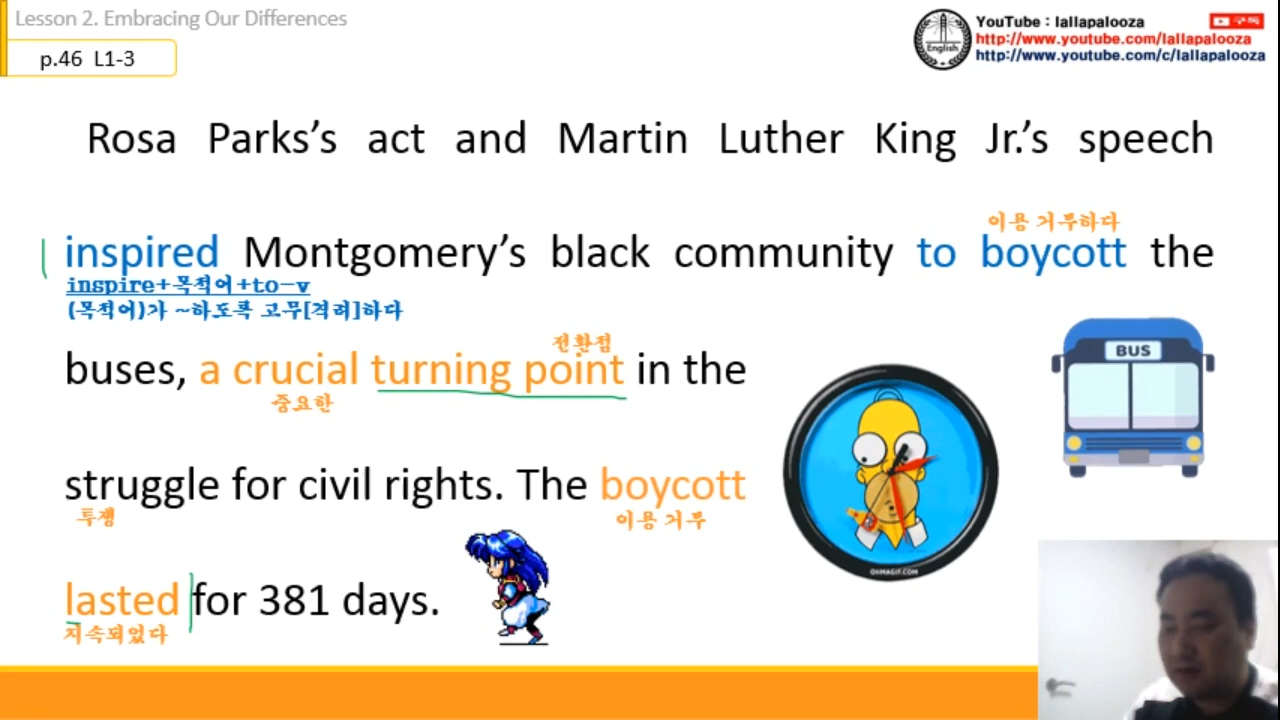 Lesson 2. Embracing Our Differences
p.46 L1-3
English
YouTube : lallapalooza
구독
http://www.youtube.com/lallapalooza
http://www.youtube.com/c/lallapalooza
Rosa Parks's act and Martin Luther King Jr.'s speech
이용 거부하다
inspired Montgomery's black community to boycott the
inspire+목적어+to-v
(목적어)가 ~하도록 고무[격려]하다
전환점
buses, a crucial turning point in the
중요한
BUS
struggle for civil rights. The boycott
투쟁
이용 거부
OHMAGIF.COM
lasted for 381 days.
지속되었다